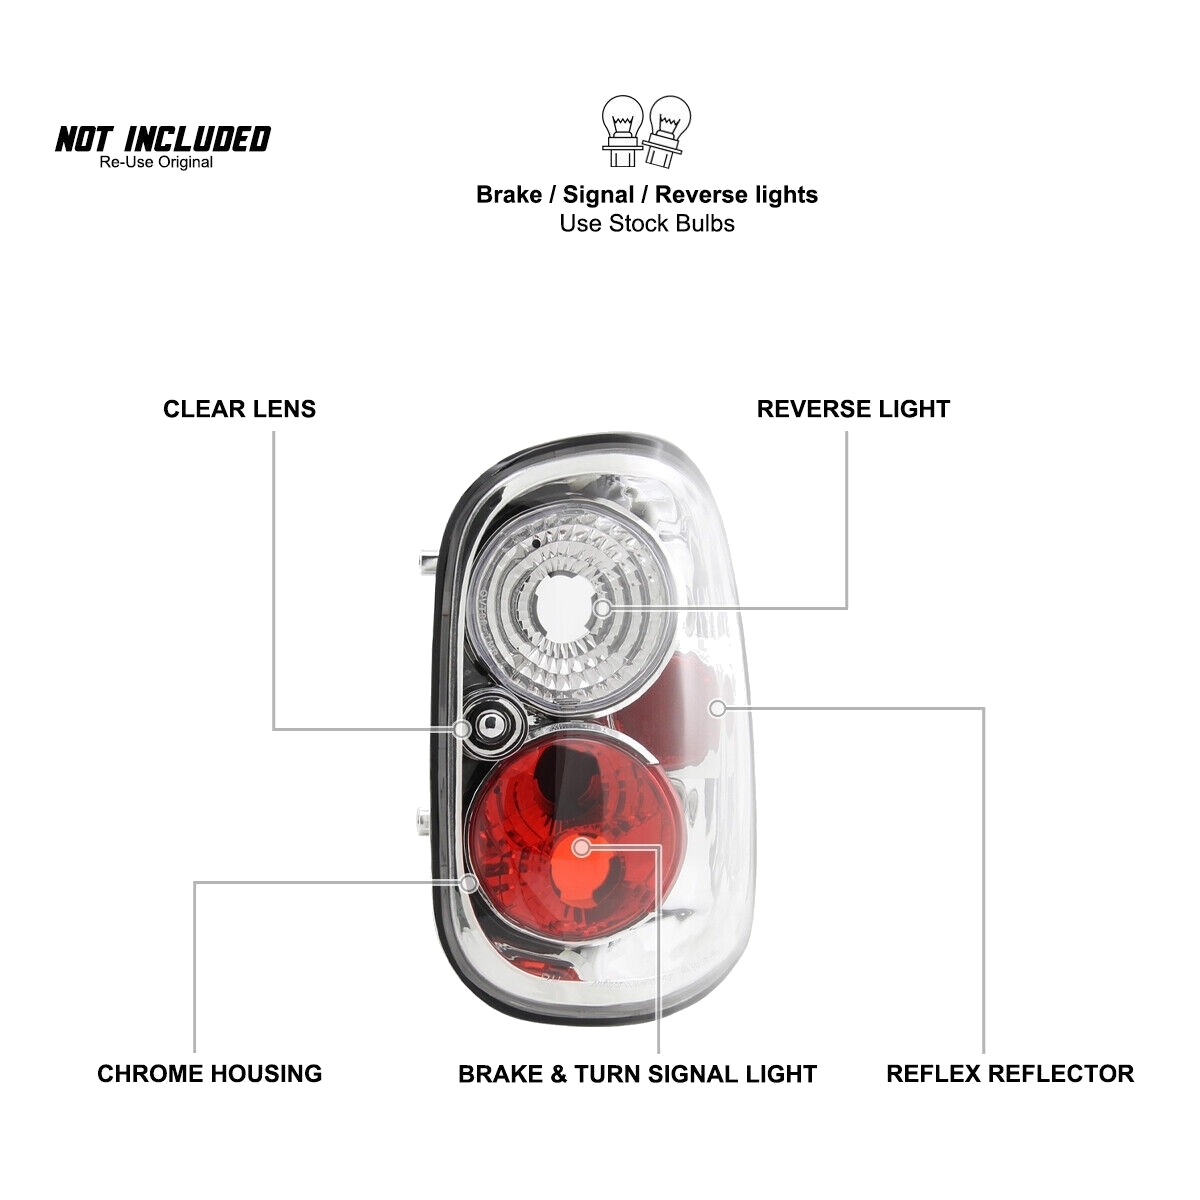 NOT INCLUDED
Re-Use Original
Brake / Signal / Reverse lights
Use Stock Bulbs
CLEAR LENS
REVERSE LIGHT
CHROME HOUSING
BRAKE & TURN SIGNAL LIGHT
REFLEX REFLECTOR